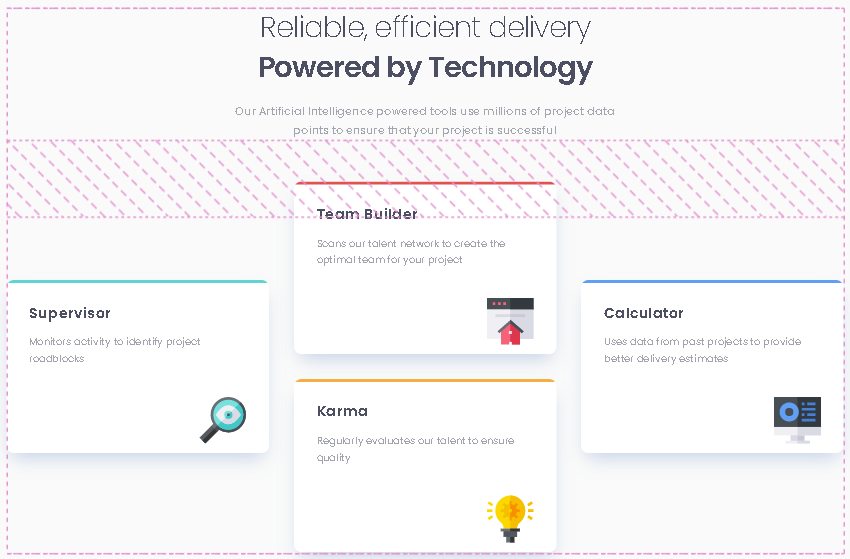 Reliable, efficient delivery
Powered by Technology
Our Artificial Intelligence powered tools use millions of project data
points to ensure that your project is successful
Team Builder
Scans our talent network to create the
optimal team for your project
Supervisor
Monitors activity to identify project
roadblocks
Calculator
Uses data from past projects to provide
better delivery estimates
Karma
Regularly evaluates our talent to ensure
quality